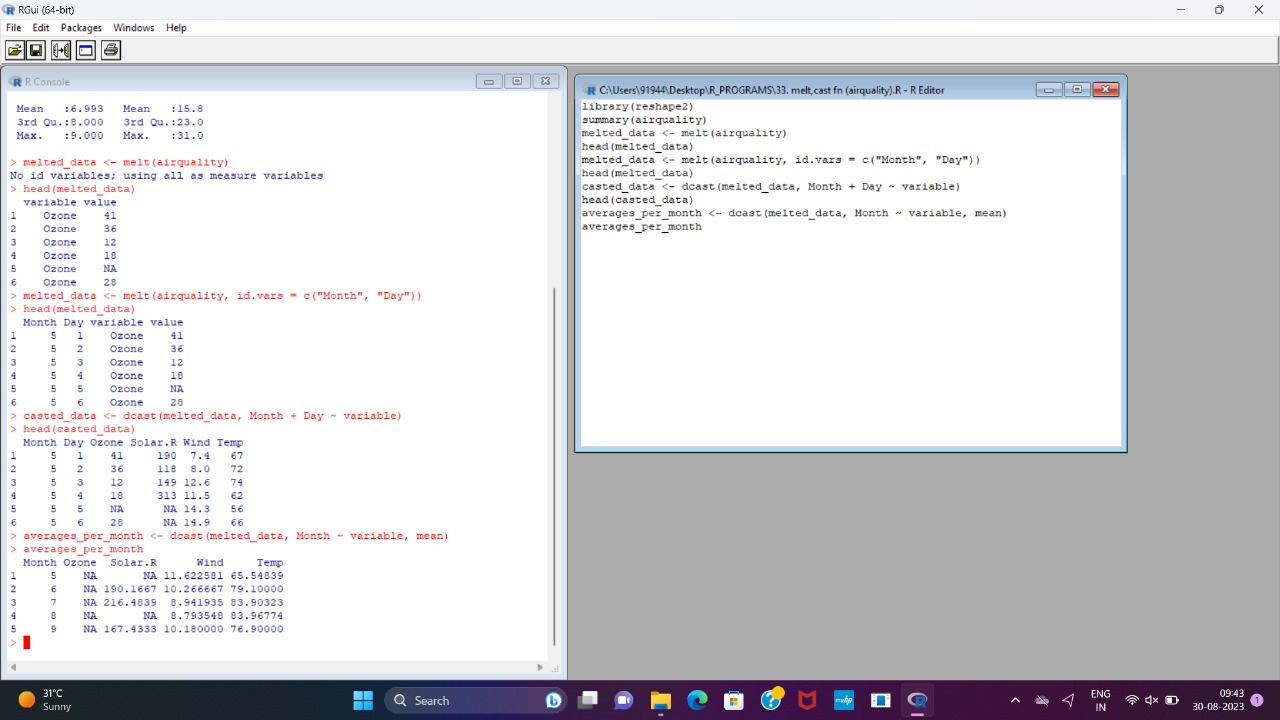 RGui (64-bit)
File Edit Packages Windows Help
R Console
Mean   :6.993   Mean   :15.8
3rd Qu.:8.000   3rd Qu.:23.0
Max.   :9.000   Max.   :31.0
> melted_data <- melt(airquality)
No id variables; using all as measure variables
> head(melted_data)
  variable value
1    Ozone    41
2    Ozone    36
3    Ozone    12
4    Ozone    18
5    Ozone    NA
6    Ozone    28
> melted_data <- melt(airquality, id.vars = c("Month", "Day"))
> head(melted_data)
  Month Day variable value
1     5   1    Ozone    41
2     5   2    Ozone    36
3     5   3    Ozone    12
4     5   4    Ozone    18
5     5   5    Ozone    NA
6     5   6    Ozone    28
> casted_data <- dcast(melted_data, Month + Day ~ variable)
> head(casted_data)
  Month Day Ozone Solar.R Wind Temp
1     5   1    41     190  7.4   67
2     5   2    36     118  8.0   72
3     5   3    12     149 12.6   74
4     5   4    18     313 11.5   62
5     5   5    NA      NA 14.3   56
6     5   6    28      NA 14.9   66
> averages_per_month <- dcast(melted_data, Month ~ variable, mean)
> averages_per_month
  Month Ozone  Solar.R      Wind     Temp
1     5    NA       NA 11.622581 65.54839
2     6    NA 190.1667 10.266667 79.10000
3     7    NA 216.4839  8.941935 83.90323
4     8    NA       NA  8.793548 83.96774
5     9    NA 167.4333 10.180000 76.90000
>
C:\Users\91944\Desktop\R_PROGRAMS\33. melt,cast fn (airquality).R - R Editor
library(reshape2)
summary(airquality)
melted_data <- melt(airquality)
head(melted_data)
melted_data <- melt(airquality, id.vars = c("Month", "Day"))
head(melted_data)
casted_data <- dcast(melted_data, Month + Day ~ variable)
head(casted_data)
averages_per_month <- dcast(melted_data, Month ~ variable, mean)
averages_per_month
31°C
Sunny
Search
ENG
IN
09:43
30-08-2023
1